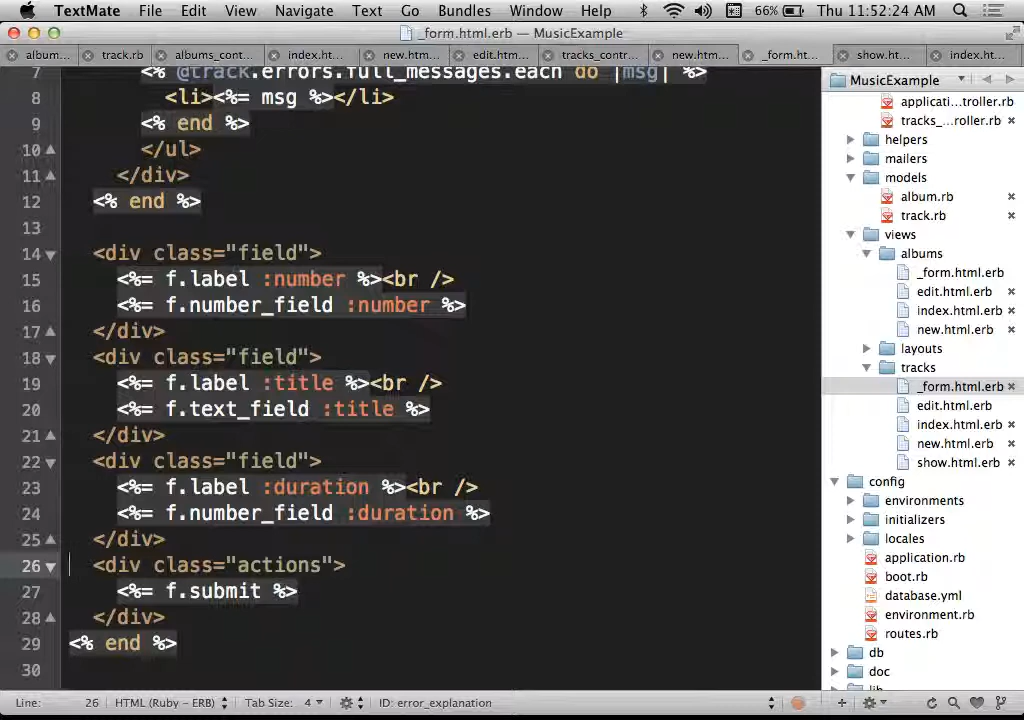 TextMate File Edit View Navigate Text Go Bundles Window Help 66% Thu 11:52:24 AM
_form.html.erb — MusicExample
album... track.rb albums_cont... index.ht... new.htm... edit.htm... tracks_contr... new.htm... _form.ht... show.ht... index.ht...
7 <% @track.errors.full_messages.each do |msg| %>
8 <li><%= msg %></li>
9 <% end %>
10 </ul>
11 </div>
12 <% end %>
13
14 <div class="field">
15 <%= f.label :number %><br />
16 <%= f.number_field :number %>
17 </div>
18 <div class="field">
19 <%= f.label :title %><br />
20 <%= f.text_field :title %>
21 </div>
22 <div class="field">
23 <%= f.label :duration %><br />
24 <%= f.number_field :duration %>
25 </div>
26 <div class="actions">
27 <%= f.submit %>
28 </div>
29 <% end %>
30
MusicExample
applicati...troller.rb
tracks_...roller.rb
helpers
mailers
models
album.rb
track.rb
views
albums
_form.html.erb
edit.html.erb
index.html.erb
new.html.erb
layouts
tracks
_form.html.erb
edit.html.erb
index.html.erb
new.html.erb
show.html.erb
config
environments
initializers
locales
application.rb
boot.rb
database.yml
environment.rb
routes.rb
db
doc
lib
Line: 26 HTML (Ruby – ERB) Tab Size: 4 ID: error_explanation